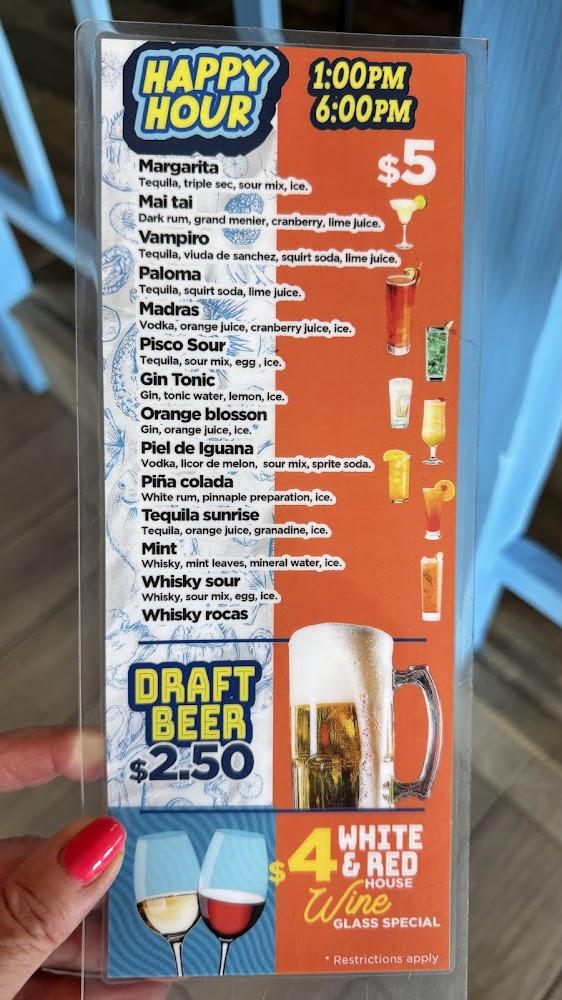 HAPPY
HOUR
1:00PM
6:00PM
$5
Margarita
Tequila, triple sec, sour mix, ice.
Mai tai
Dark rum, grand menier, cranberry, lime juice.
Vampiro
Tequila, viuda de sanchez, squirt soda, lime juice.
Paloma
Tequila, squirt soda, lime juice.
Madras
Vodka, orange juice, cranberry juice, ice.
Pisco Sour
Tequila, sour mix, egg , ice.
Gin Tonic
Gin, tonic water, lemon, ice.
Orange blosson
Gin, orange juice, ice.
Piel de Iguana
Vodka, licor de melon, sour mix, sprite soda.
Piña colada
White rum, pinnaple preparation, ice.
Tequila sunrise
Tequila, orange juice, granadine, ice.
Mint
Whisky, mint leaves, mineral water, ice.
Whisky sour
Whisky, sour mix, egg, ice.
Whisky rocas
DRAFT
BEER
$2.50
$4 WHITE
& RED
HOUSE
Wine
GLASS SPECIAL
* Restrictions apply